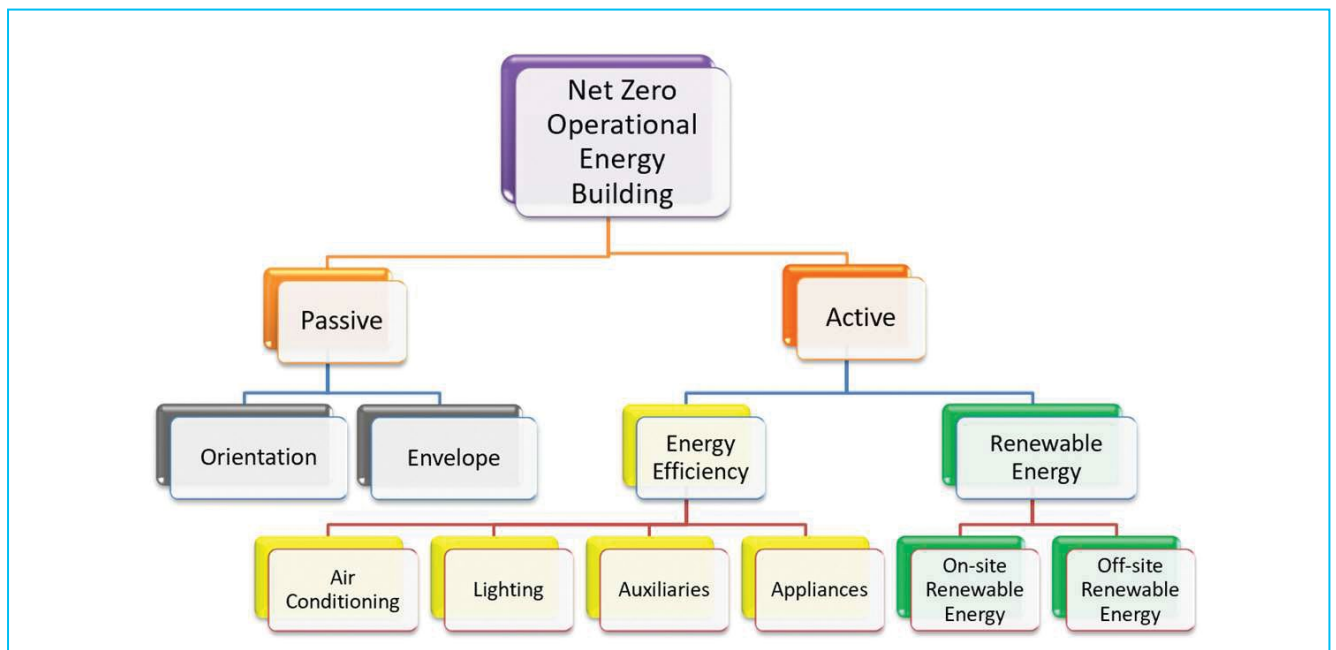 Net Zero
Operational
Energy
Building
Passive
Active
Orientation
Envelope
Energy
Efficiency
Renewable
Energy
Air
Conditioning
Lighting
Auxiliaries
Appliances
On-site
Renewable
Energy
Off-site
Renewable
Energy